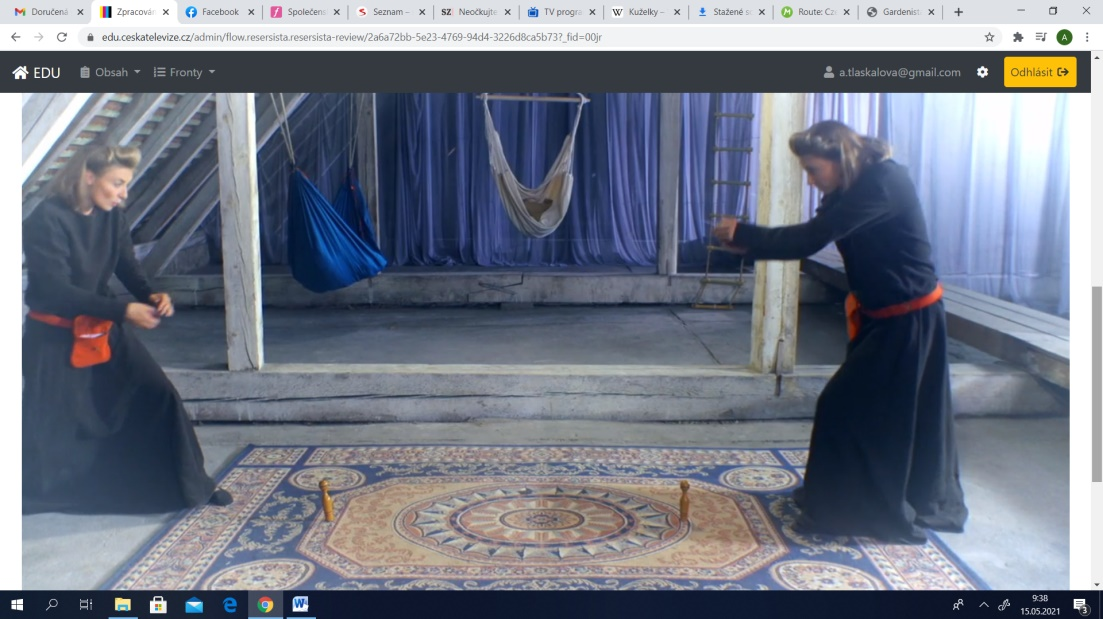 Doručená
Zpracován
Facebook
Společens
Seznam –
SZ Neočkujte
TV progra
W Kuželky –
Stažené s
Route: Cz
Gardenist
edu.ceskatelevize.cz/admin/flow.resersista.resersista-review/2a6a72bb-5e23-4769-94d4-3226d8ca5b73?_fid=00jr
A
EDU Obsah Fronty a.tlaskalova@gmail.com Odhlásit
9:38
15.05.2021
3